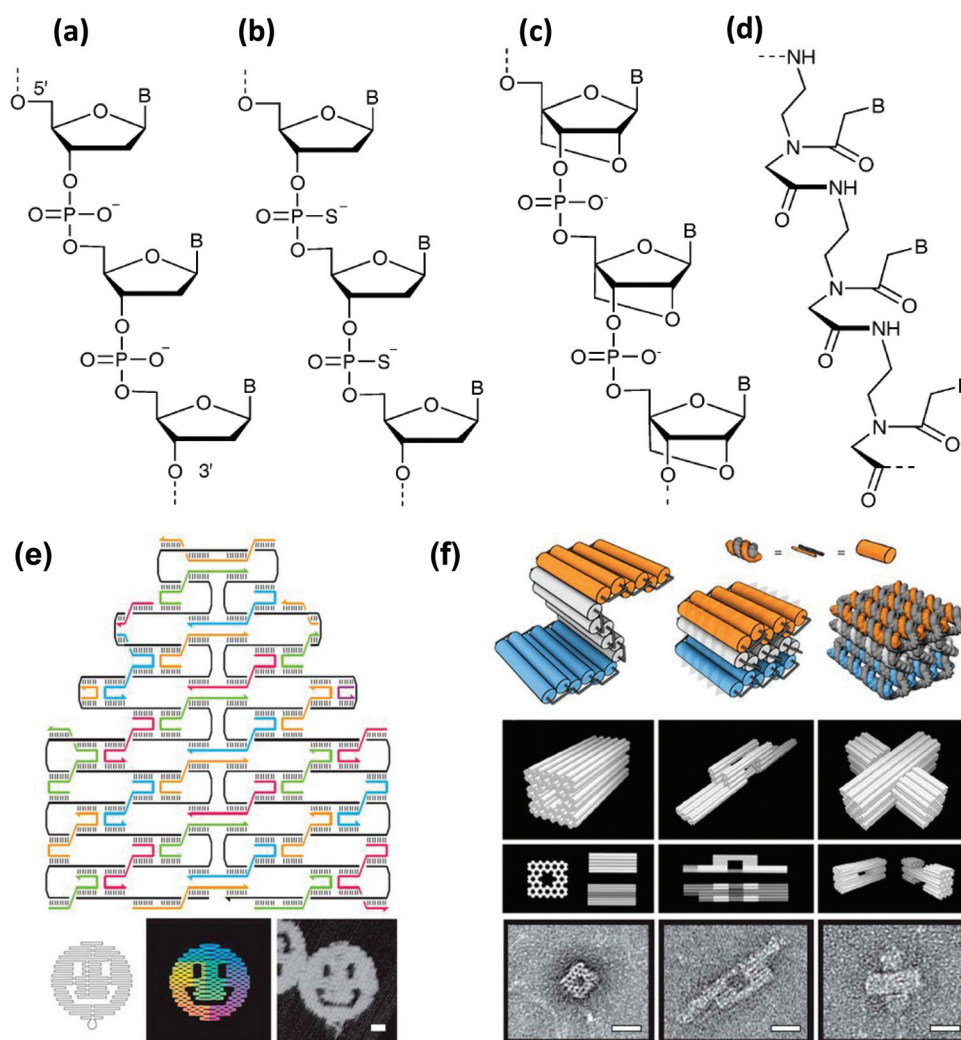 (a)
O 5' B
O
O
O=P–O⁻
O B
O
O
O=P–O⁻
O B
O
O 3'
(b)
O B
O
O
O=P–S⁻
O B
O
O
O=P–S⁻
O B
O
O
(c)
O B
O
O O
O=P–O-
O B
O
O O
O=P–O-
O B
O
O O
(d)
NH
B
N O
NH
O
B
N O
NH
O
N O
O
(e)
(f)
= =